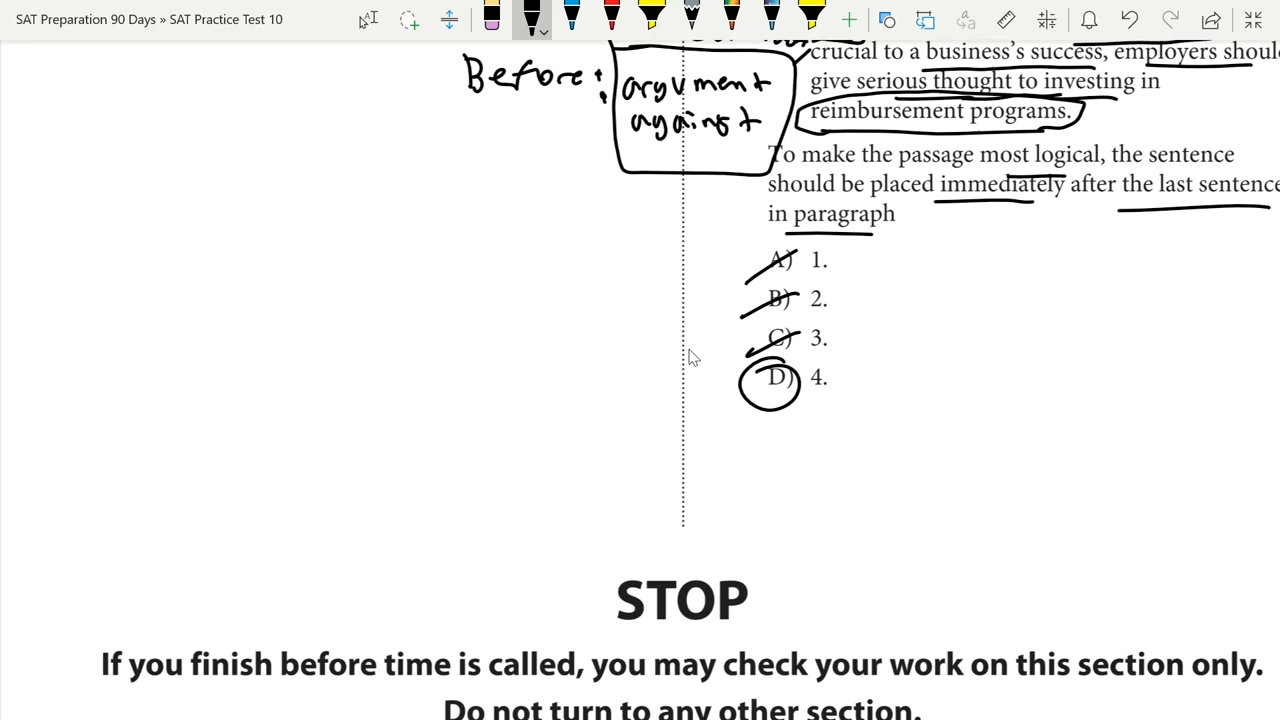 SAT Preparation 90 Days » SAT Practice Test 10
crucial to a business's success, employers shoul
Before: argument
give serious thought to investing in
against
reimbursement programs.
To make the passage most logical, the sentence
should be placed immediately after the last sentence
in paragraph
A) 1.
B) 2.
C) 3.
D) 4.
STOP
If you finish before time is called, you may check your work on this section only.
Do not turn to any other section.